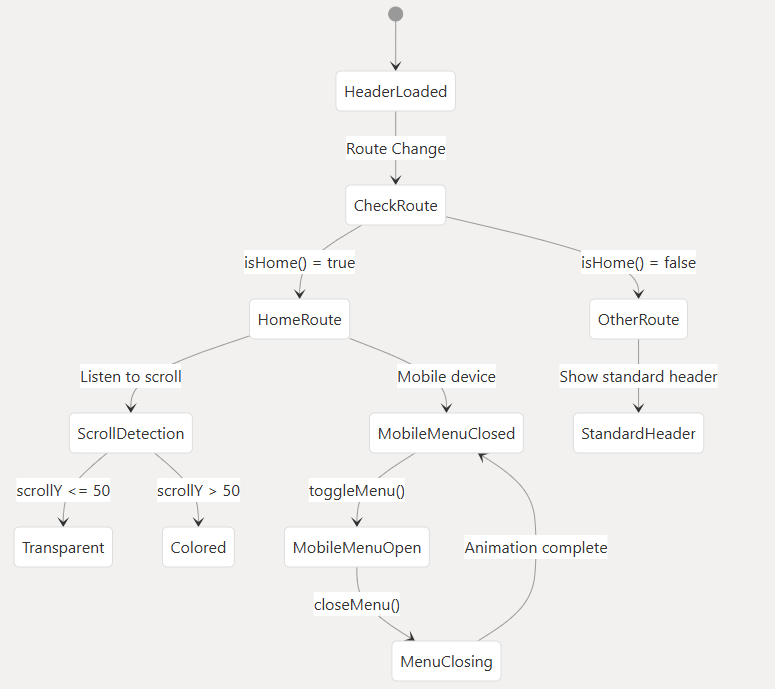 HeaderLoaded
Route Change
CheckRoute
isHome() = true
isHome() = false
HomeRoute
OtherRoute
Listen to scroll
Mobile device
Show standard header
ScrollDetection
MobileMenuClosed
StandardHeader
scrollY <= 50
scrollY > 50
toggleMenu()
Transparent
Colored
MobileMenuOpen
Animation complete
closeMenu()
MenuClosing